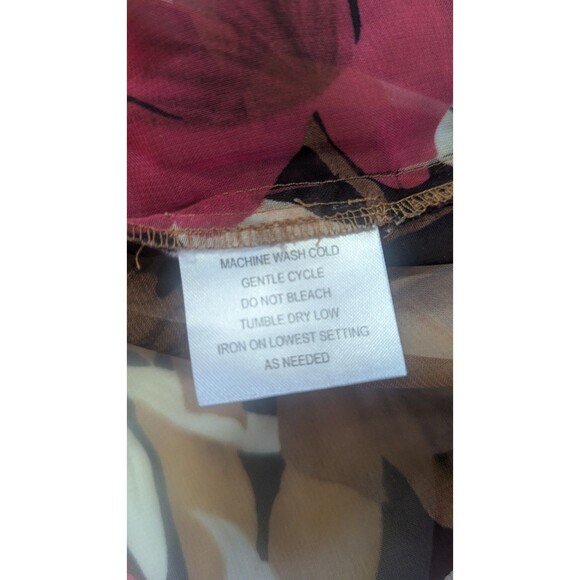 MACHINE WASH COLD
GENTLE CYCLE
DO NOT BLEACH
TUMBLE DRY LOW
IRON ON LOWEST SETTING
AS NEEDED